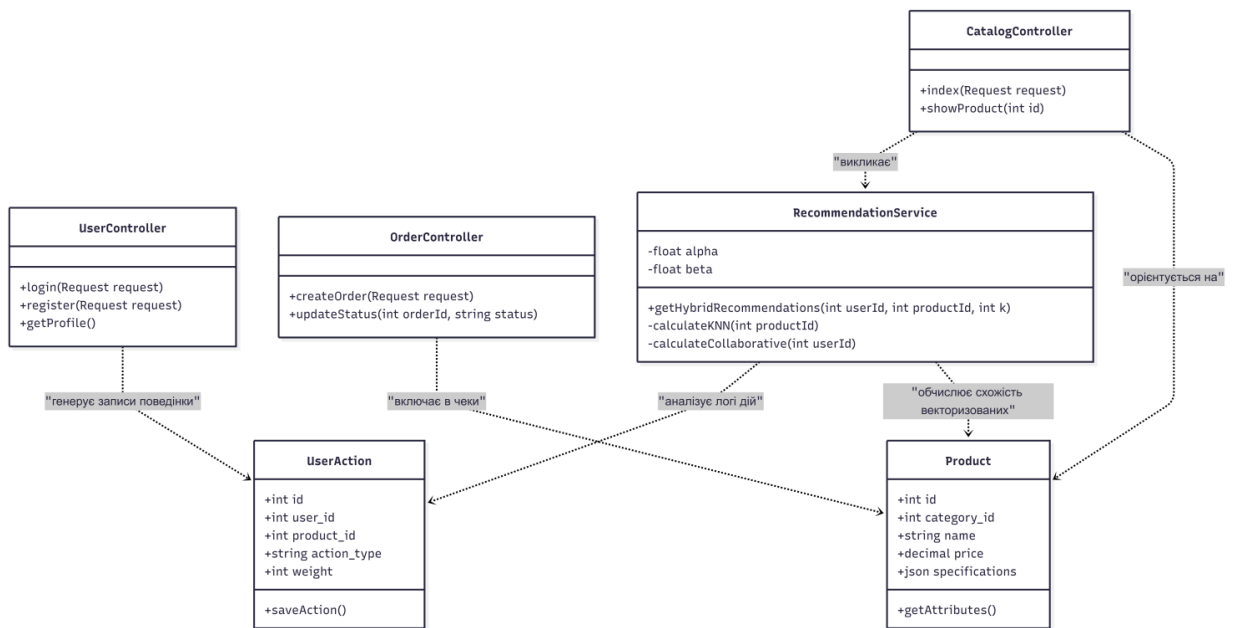 CatalogController
+index(Request request)
+showProduct(int id)
"викликає"
RecommendationService
-float alpha
-float beta
+getHybridRecommendations(int userId, int productId, int k)
-calculateKNN(int productId)
-calculateCollaborative(int userId)
"орієнтується на"
UserController
+login(Request request)
+register(Request request)
+getProfile()
OrderController
+createOrder(Request request)
+updateStatus(int orderId, string status)
"генерує записи поведінки"
"включає в чеки"
"аналізує логі дій"
"обчислює схожість
векторизованих"
UserAction
+int id
+int user_id
+int product_id
+string action_type
+int weight
+saveAction()
Product
+int id
+int category_id
+string name
+decimal price
+json specifications
+getAttributes()